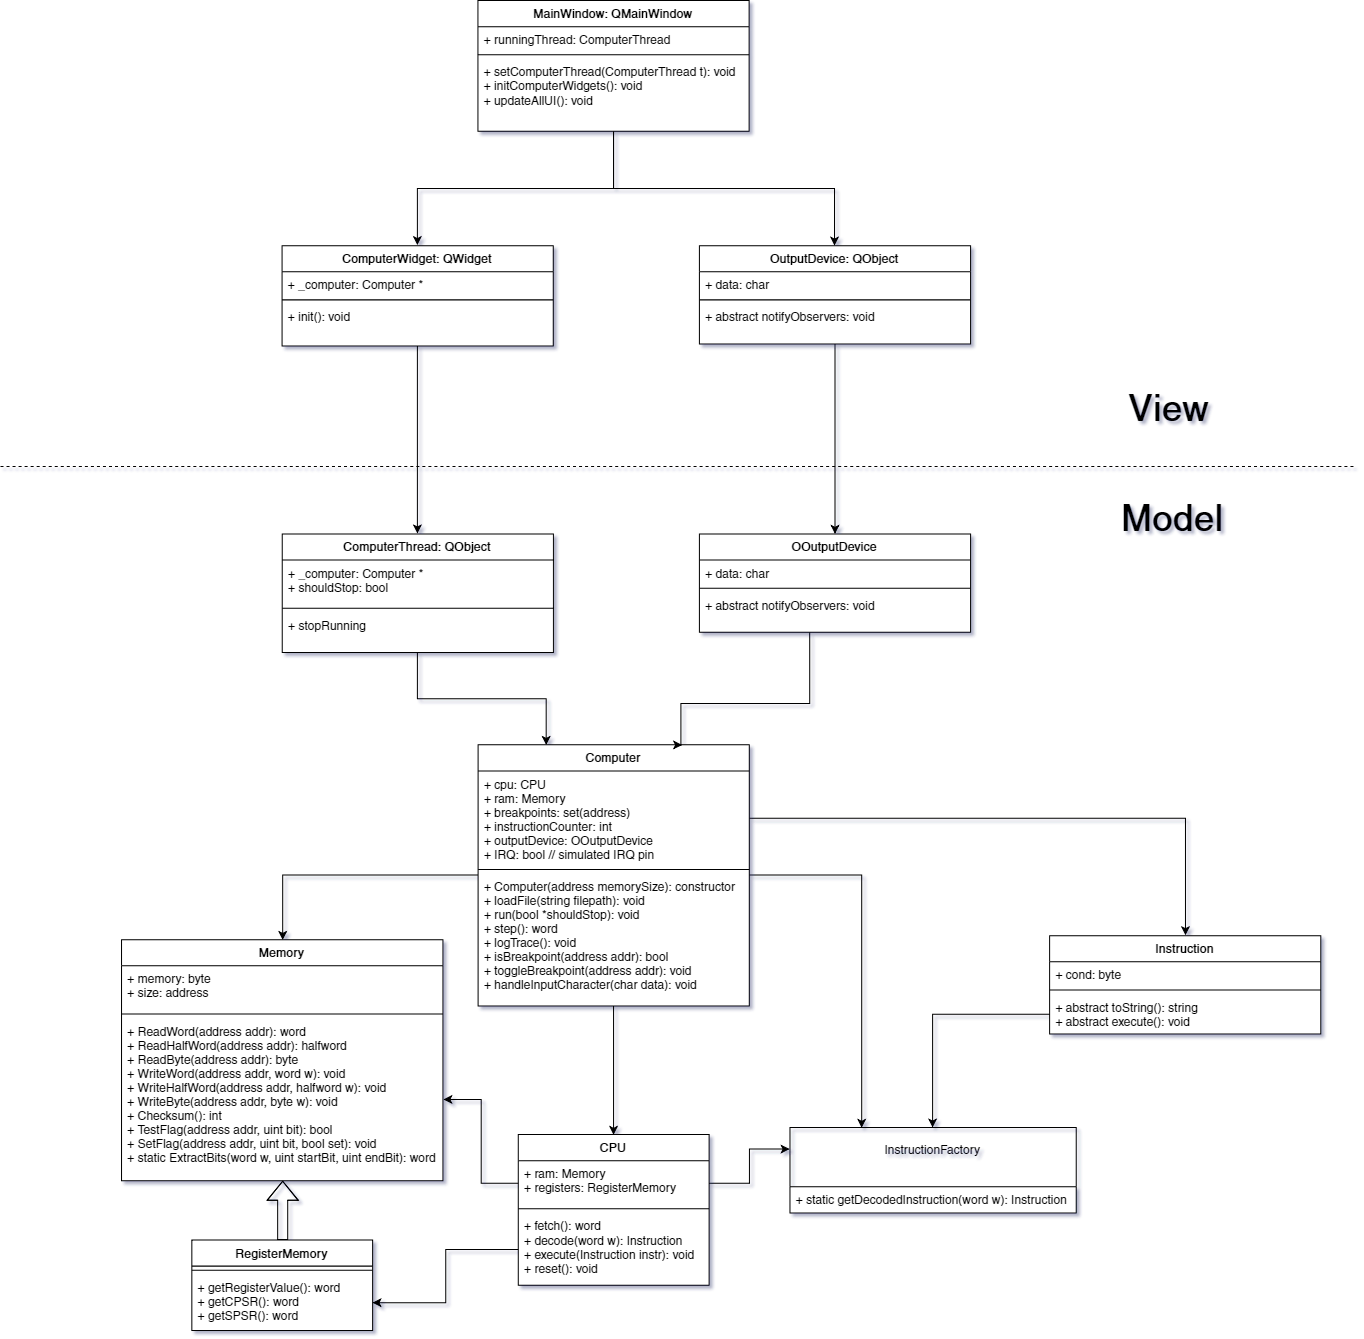 MainWindow: QMainWindow
+ runningThread: ComputerThread
+ setComputerThread(ComputerThread t): void
+ initComputerWidgets(): void
+ updateAllUI(): void
ComputerWidget: QWidget
+ _computer: Computer *
+ init(): void
OutputDevice: QObject
+ data: char
+ abstract notifyObservers: void
View
Model
ComputerThread: QObject
+ _computer: Computer *
+ shouldStop: bool
+ stopRunning
OOutputDevice
+ data: char
+ abstract notifyObservers: void
Computer
+ cpu: CPU
+ ram: Memory
+ breakpoints: set(address)
+ instructionCounter: int
+ outputDevice: OOutputDevice
+ IRQ: bool // simulated IRQ pin
+ Computer(address memorySize): constructor
+ loadFile(string filepath): void
+ run(bool *shouldStop): void
+ step(): word
+ logTrace(): void
+ isBreakpoint(address addr): bool
+ toggleBreakpoint(address addr): void
+ handleInputCharacter(char data): void
Memory
+ memory: byte
+ size: address
+ ReadWord(address addr): word
+ ReadHalfWord(address addr): halfword
+ ReadByte(address addr): byte
+ WriteWord(address addr, word w): void
+ WriteHalfWord(address addr, halfword w): void
+ WriteByte(address addr, byte w): void
+ Checksum(): int
+ TestFlag(address addr, uint bit): bool
+ SetFlag(address addr, uint bit, bool set): void
+ static ExtractBits(word w, uint startBit, uint endBit): word
Instruction
+ cond: byte
+ abstract toString(): string
+ abstract execute(): void
CPU
+ ram: Memory
+ registers: RegisterMemory
+ fetch(): word
+ decode(word w): Instruction
+ execute(Instruction instr): void
+ reset(): void
InstructionFactory
+ static getDecodedInstruction(word w): Instruction
RegisterMemory
+ getRegisterValue(): word
+ getCPSR(): word
+ getSPSR(): word